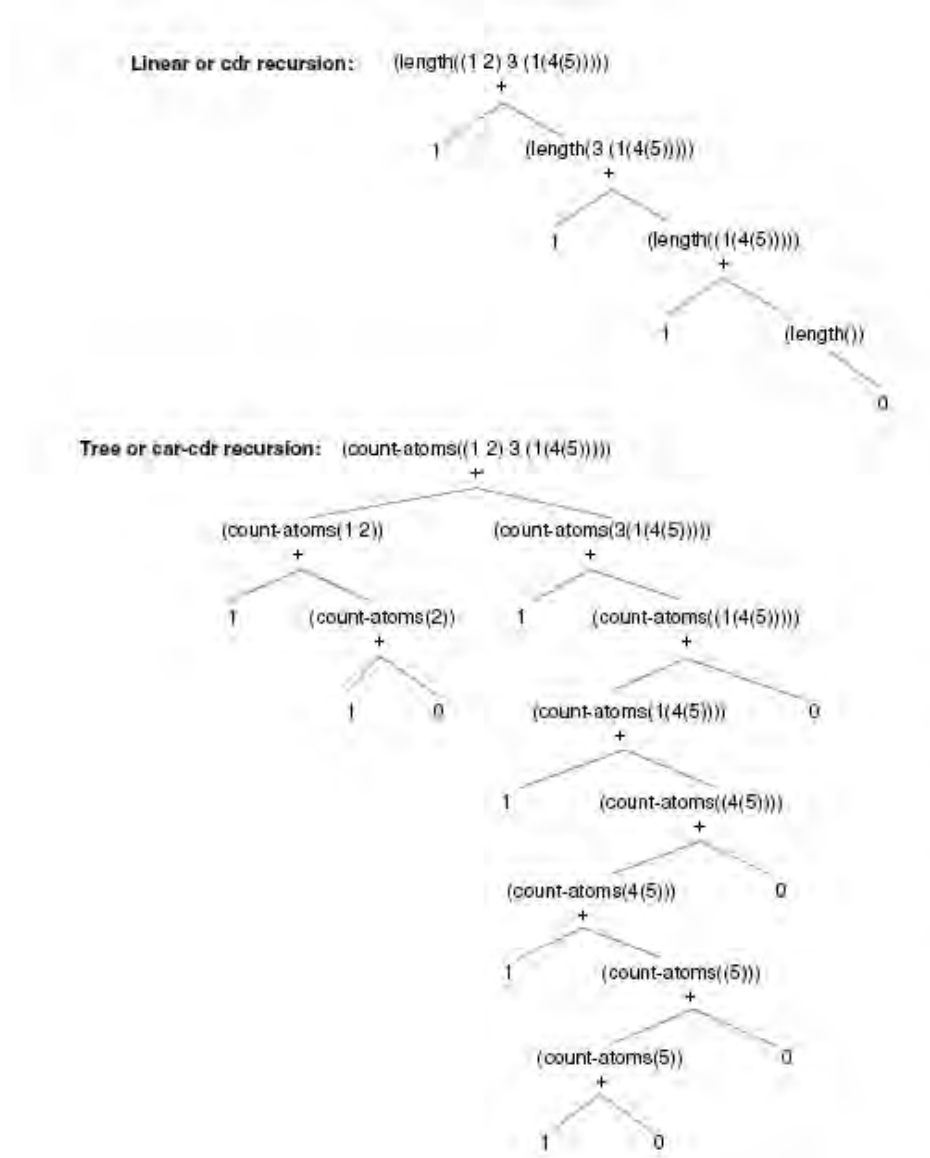 Linear or cdr recursion: (length((1 2) 3 (1(4(5)))))
+
1 (length(3 (1(4(5)))))
+
1 (length((1(4(5)))))
+
1 (length())
0
Tree or car-cdr recursion: (count-atoms((1 2) 3 (1(4(5)))))
+
(count-atoms(1 2)) (count-atoms(3(1(4(5)))))
+ +
1 (count-atoms(2)) 1 (count-atoms((1(4(5)))))
+ +
1 0 (count-atoms(1(4(5)))) 0
+
1 (count-atoms((4(5))))
+
(count-atoms(4(5))) 0
+
1 (count-atoms((5)))
+
(count-atoms(5)) 0
+
1 0